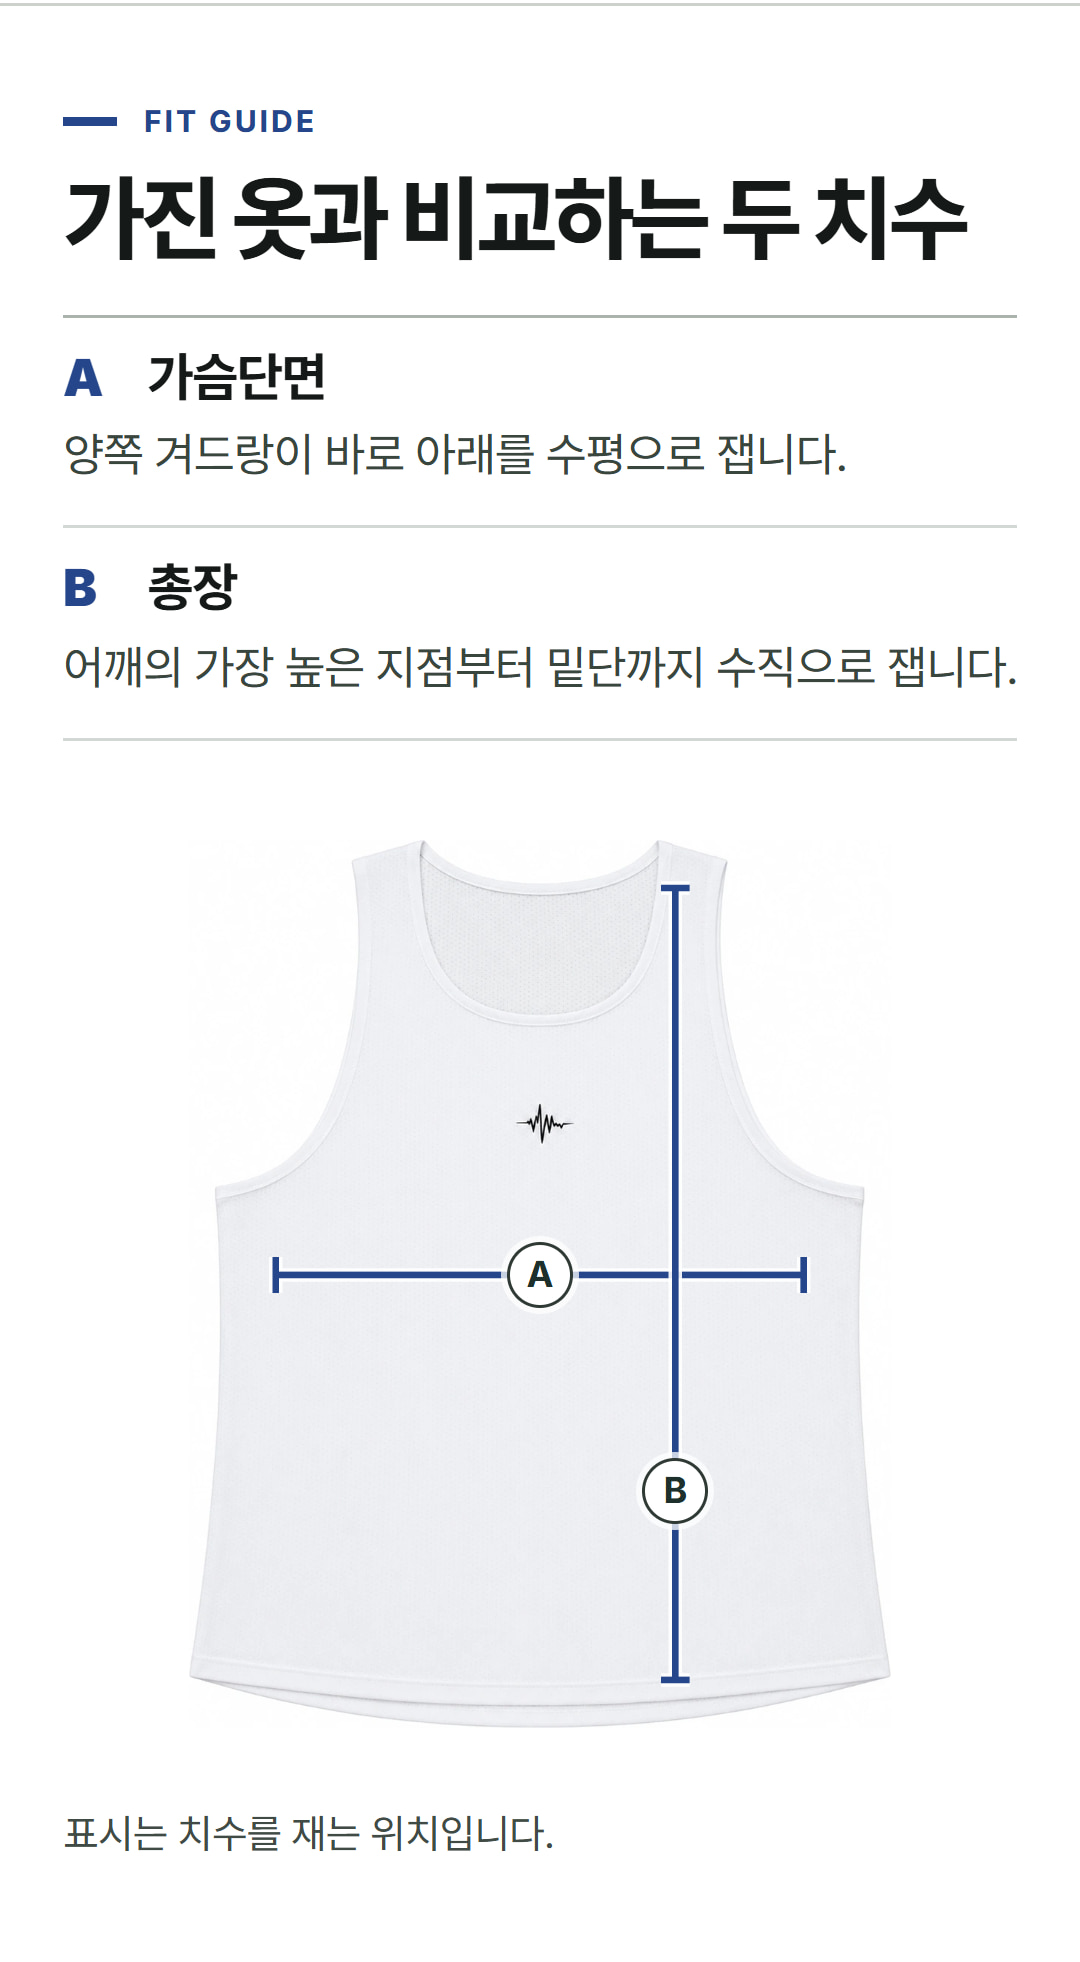 FIT GUIDE
가진 옷과 비교하는 두 치수
A 가슴단면
양쪽 겨드랑이 바로 아래를 수평으로 잽니다.
B 총장
어깨의 가장 높은 지점부터 밑단까지 수직으로 잽니다.
A
B
표시는 치수를 재는 위치입니다.